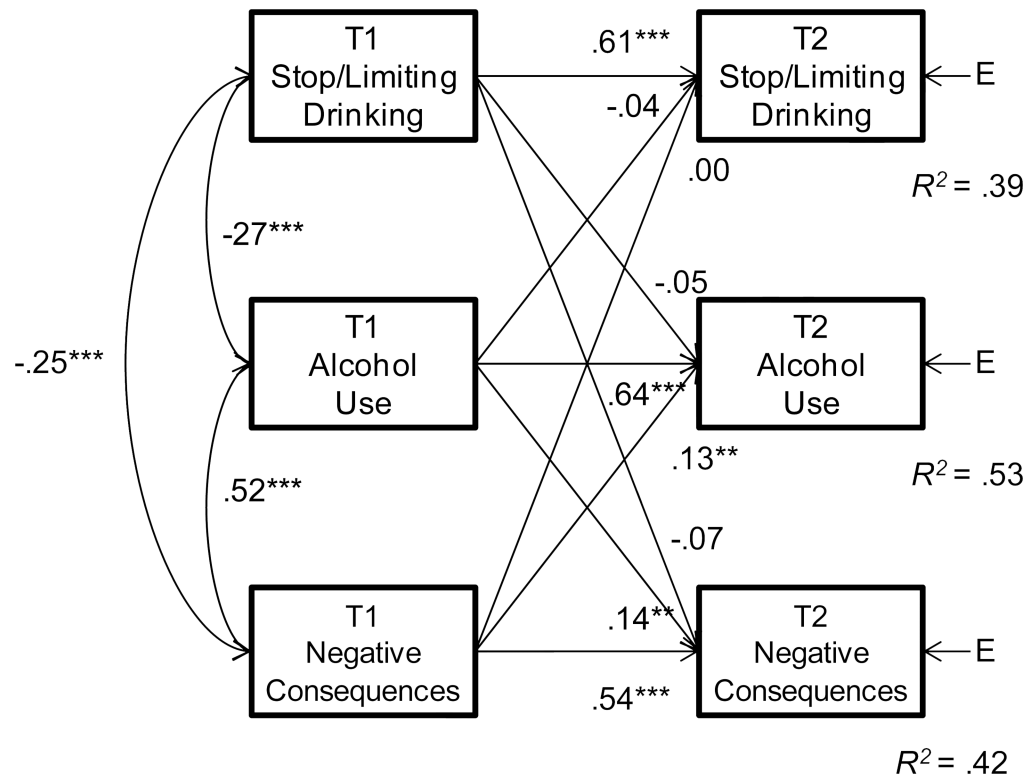 T1
Stop/Limiting
Drinking
.61***
-.04
.00
T2
Stop/Limiting
Drinking
E
R² = .39
-27***
-.25***
T1
Alcohol
Use
-.05
.64***
.13**
T2
Alcohol
Use
E
R² = .53
.52***
-.07
T1
Negative
Consequences
.14**
.54***
T2
Negative
Consequences
E
R² = .42